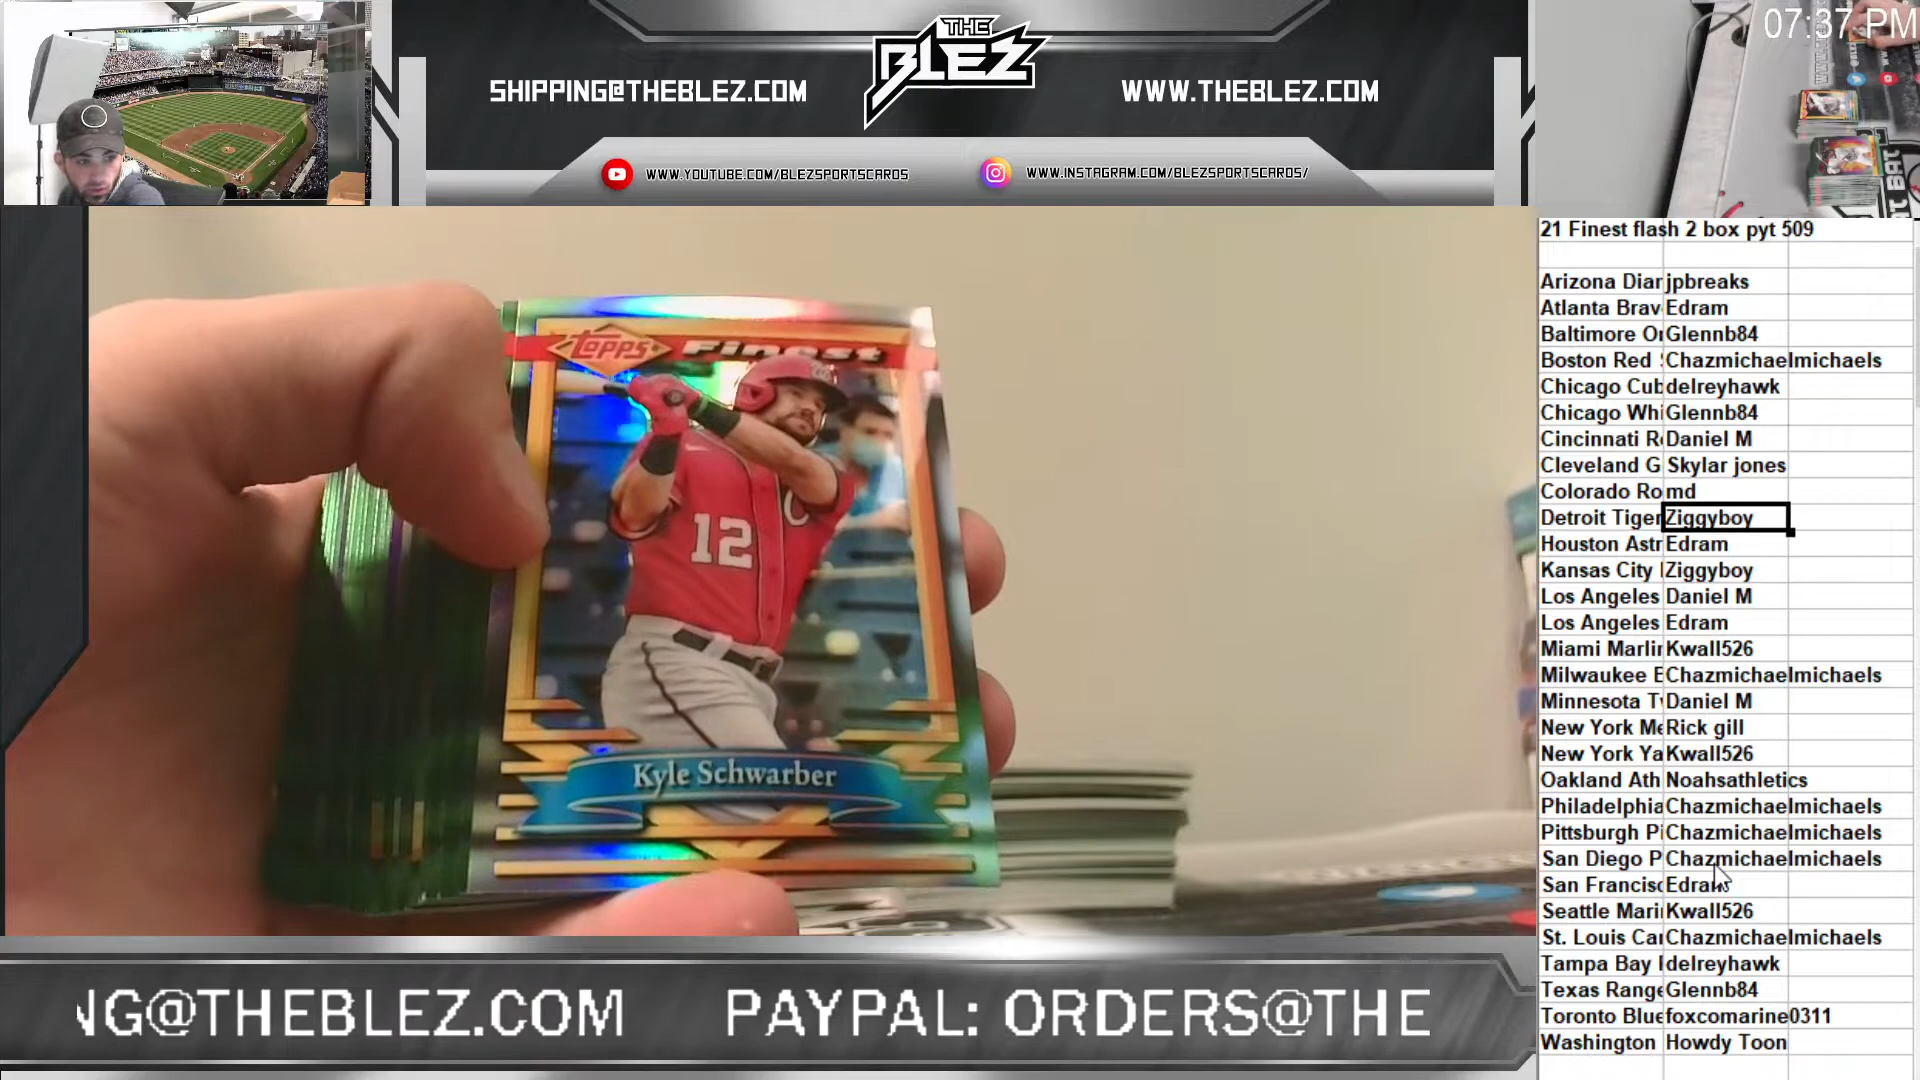 07:37 PM
THE
BLEZ
SHIPPING@THEBLEZ.COM
WWW.THEBLEZ.COM
WWW.YOUTUBE.COM/BLEZSPORTSCARDS
WWW.INSTAGRAM.COM/BLEZSPORTSCARDS/
21 Finest flash 2 box pyt 509
Arizona Diar jpbreaks
Atlanta Brav Edram
Baltimore Or Glennb84
Boston Red S Chazmichaelmichaels
Chicago Cub delreyhawk
Chicago Whi Glennb84
Cincinnati Re Daniel M
Cleveland G Skylar jones
Colorado Ro md
Detroit Tiger Ziggyboy
Houston Astr Edram
Kansas City Ziggyboy
Los Angeles Daniel M
Los Angeles Edram
Miami Marlin Kwall526
Milwaukee B Chazmichaelmichaels
Minnesota Tw Daniel M
New York Me Rick gill
New York Ya Kwall526
Oakland Ath Noahsathletics
Philadelphia Chazmichaelmichaels
Pittsburgh Pi Chazmichaelmichaels
San Diego P Chazmichaelmichaels
San Francisc Edram
Seattle Mari Kwall526
St. Louis Car Chazmichaelmichaels
Tampa Bay delreyhawk
Texas Range Glennb84
Toronto Blue foxcomarine0311
Washington Howdy Toon
Topps Finest
12
Kyle Schwarber
NG@THEBLEZ.COM PAYPAL: ORDERS@THE